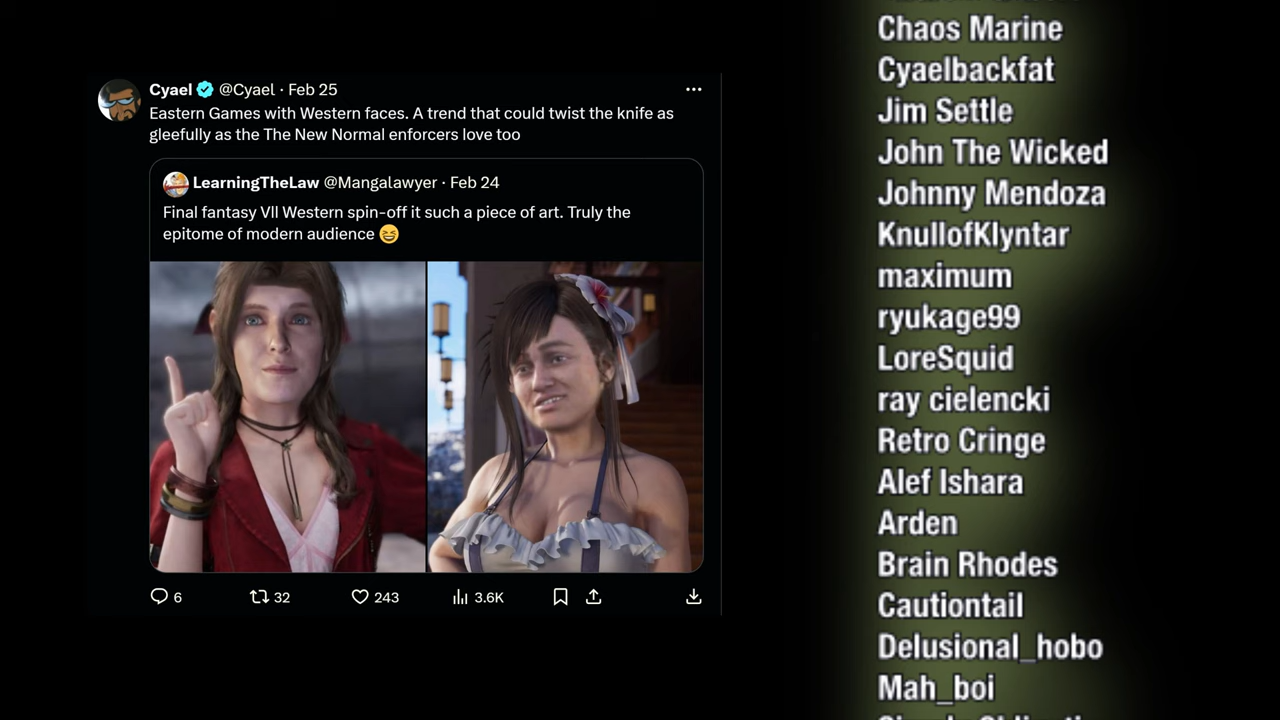 Cyael @Cyael · Feb 25
Eastern Games with Western faces. A trend that could twist the knife as
gleefully as the The New Normal enforcers love too
LearningTheLaw @Mangalawyer · Feb 24
Final fantasy VII Western spin-off it such a piece of art. Truly the
epitome of modern audience 😆
6 32 243 3.6K
Chaos Marine
Cyaelbackfat
Jim Settle
John The Wicked
Johnny Mendoza
KnullofKlyntar
maximum
ryukage99
LoreSquid
ray cielencki
Retro Cringe
Alef Ishara
Arden
Brain Rhodes
Cautiontail
Delusional_hobo
Mah_boi